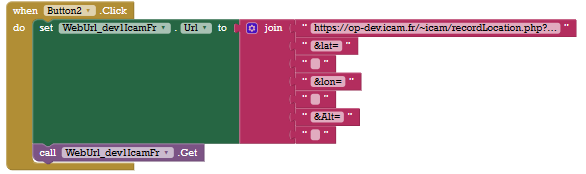 when Button2 .Click
do set WebUrl_dev1IcamFr . Url to join " https://op-dev.icam.fr/~icam/recordLocation.php?... "
" &lat= "
" "
" &lon= "
" "
" &Alt= "
" "
call WebUrl_dev1IcamFr .Get